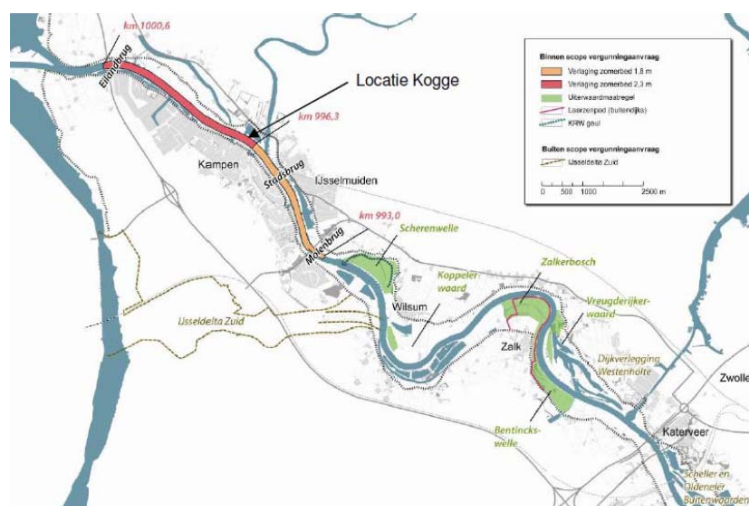 km 1000,6
Eilandbrug
Locatie Kogge
km 996,3
Kampen
Stadsbrug
IJsselmuiden
km 993,0
Molenbrug
Scherenwelle
Koppeler
waard
Wilsum
IJsseldelta Zuid
Zalkerbosch
Vreugderijker-
waard
Zalk
Dijkverlegging
Westenholte
Zwolle
Katerveer
Bentincks-
welle
Scheller en
Oldeneler
Buitenwaarden
Binnen scope vergunningaanvraag
Verlaging zomerbed 1,8 m
Verlaging zomerbed 2,3 m
Uiterwaardmaatregel
Laarzenpad (buitendijks)
KRW geul
Buiten scope vergunningaanvraag
IJsseldelta Zuid
0 500 1000 2500 m